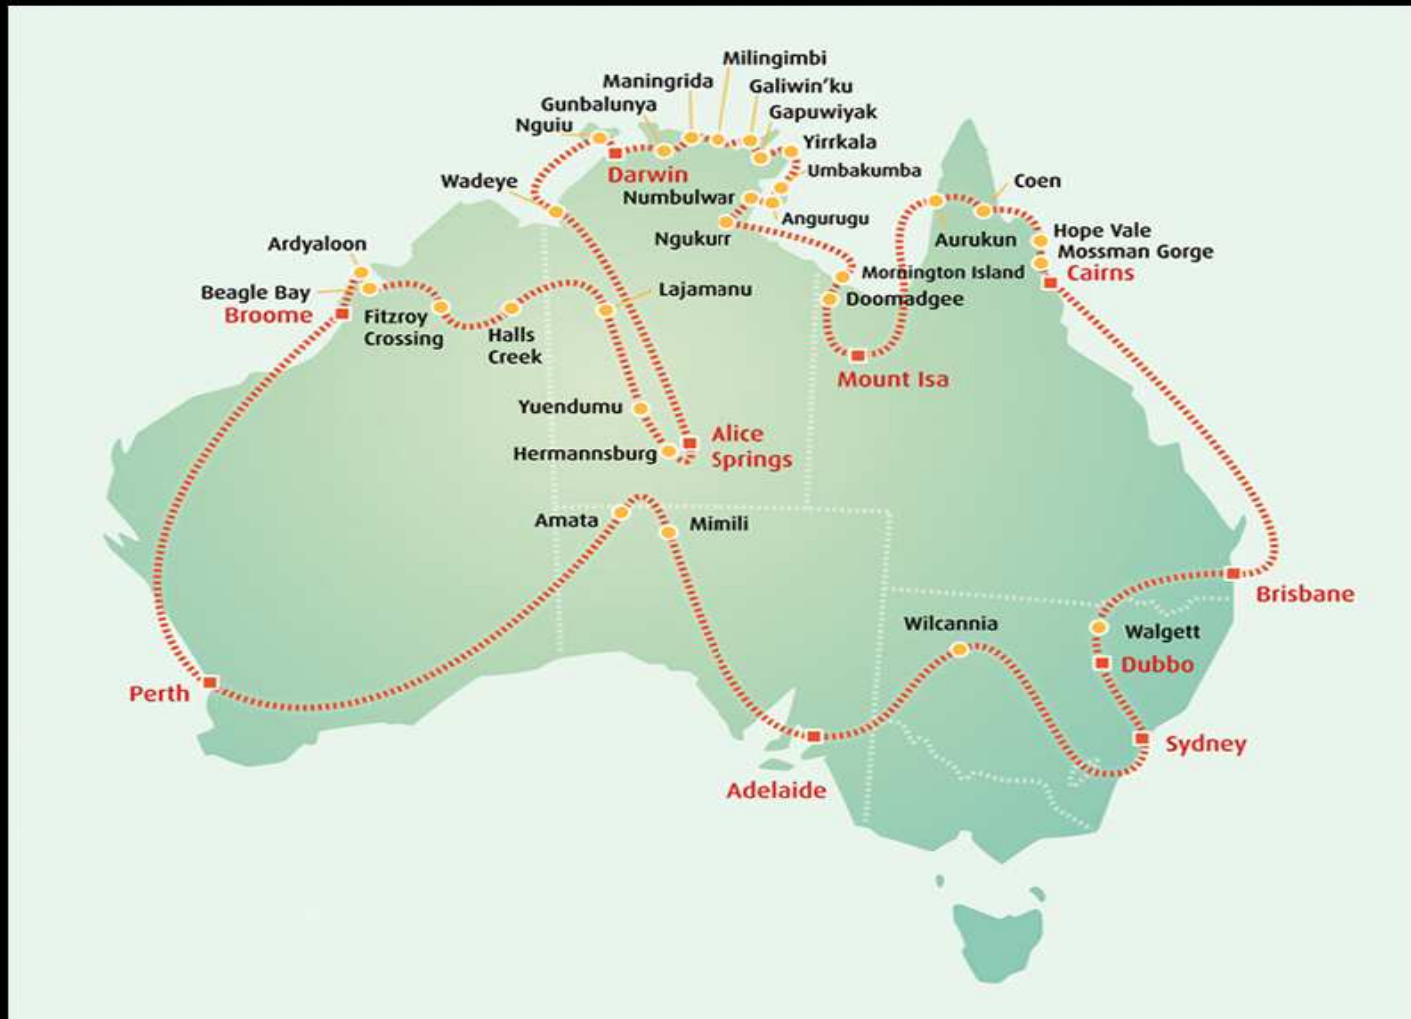 Milingimbi
Maningrida
Galiwin'ku
Gunbalunya
Gapuwiyak
Nguiu
Yirrkala
Darwin
Umbakumba
Wadeye
Coen
Numbulwar
Angurugu
Hope Vale
Ngukurr
Aurukun
Ardyaloon
Mossman Gorge
Mornington Island
Cairns
Beagle Bay
Lajamanu
Doomadgee
Broome
Fitzroy
Crossing
Halls
Creek
Mount Isa
Yuendumu
Alice
Springs
Hermannsburg
Amata
Mimili
Brisbane
Wilcannia
Walgett
Dubbo
Perth
Sydney
Adelaide